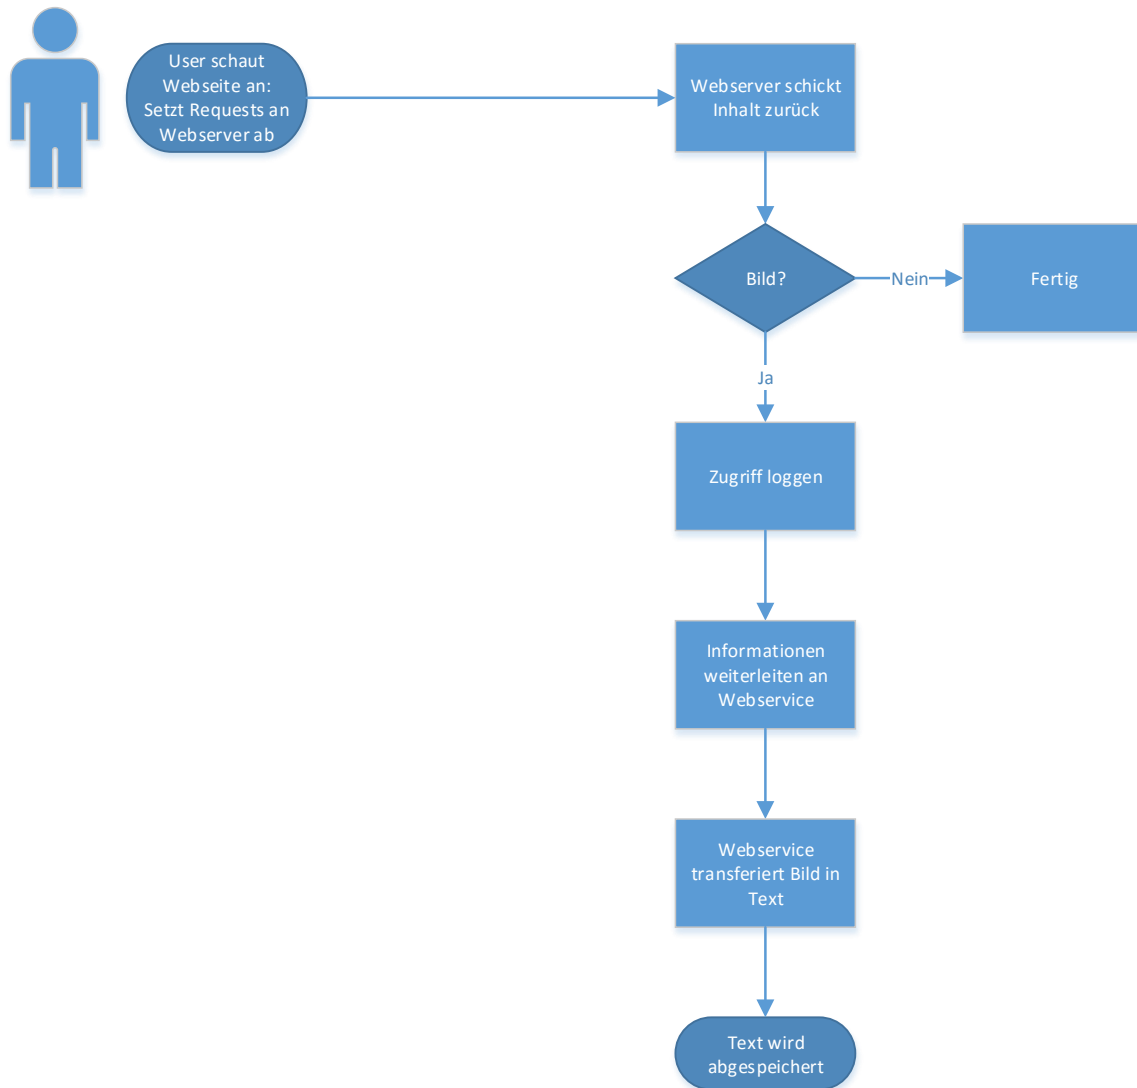 User schaut
Webseite an:
Setzt Requests an
Webserver ab
Webserver schickt
Inhalt zurück
Bild?
Nein
Fertig
Ja
Zugriff loggen
Informationen
weiterleiten an
Webservice
Webservice
transferiert Bild in
Text
Text wird
abgespeichert